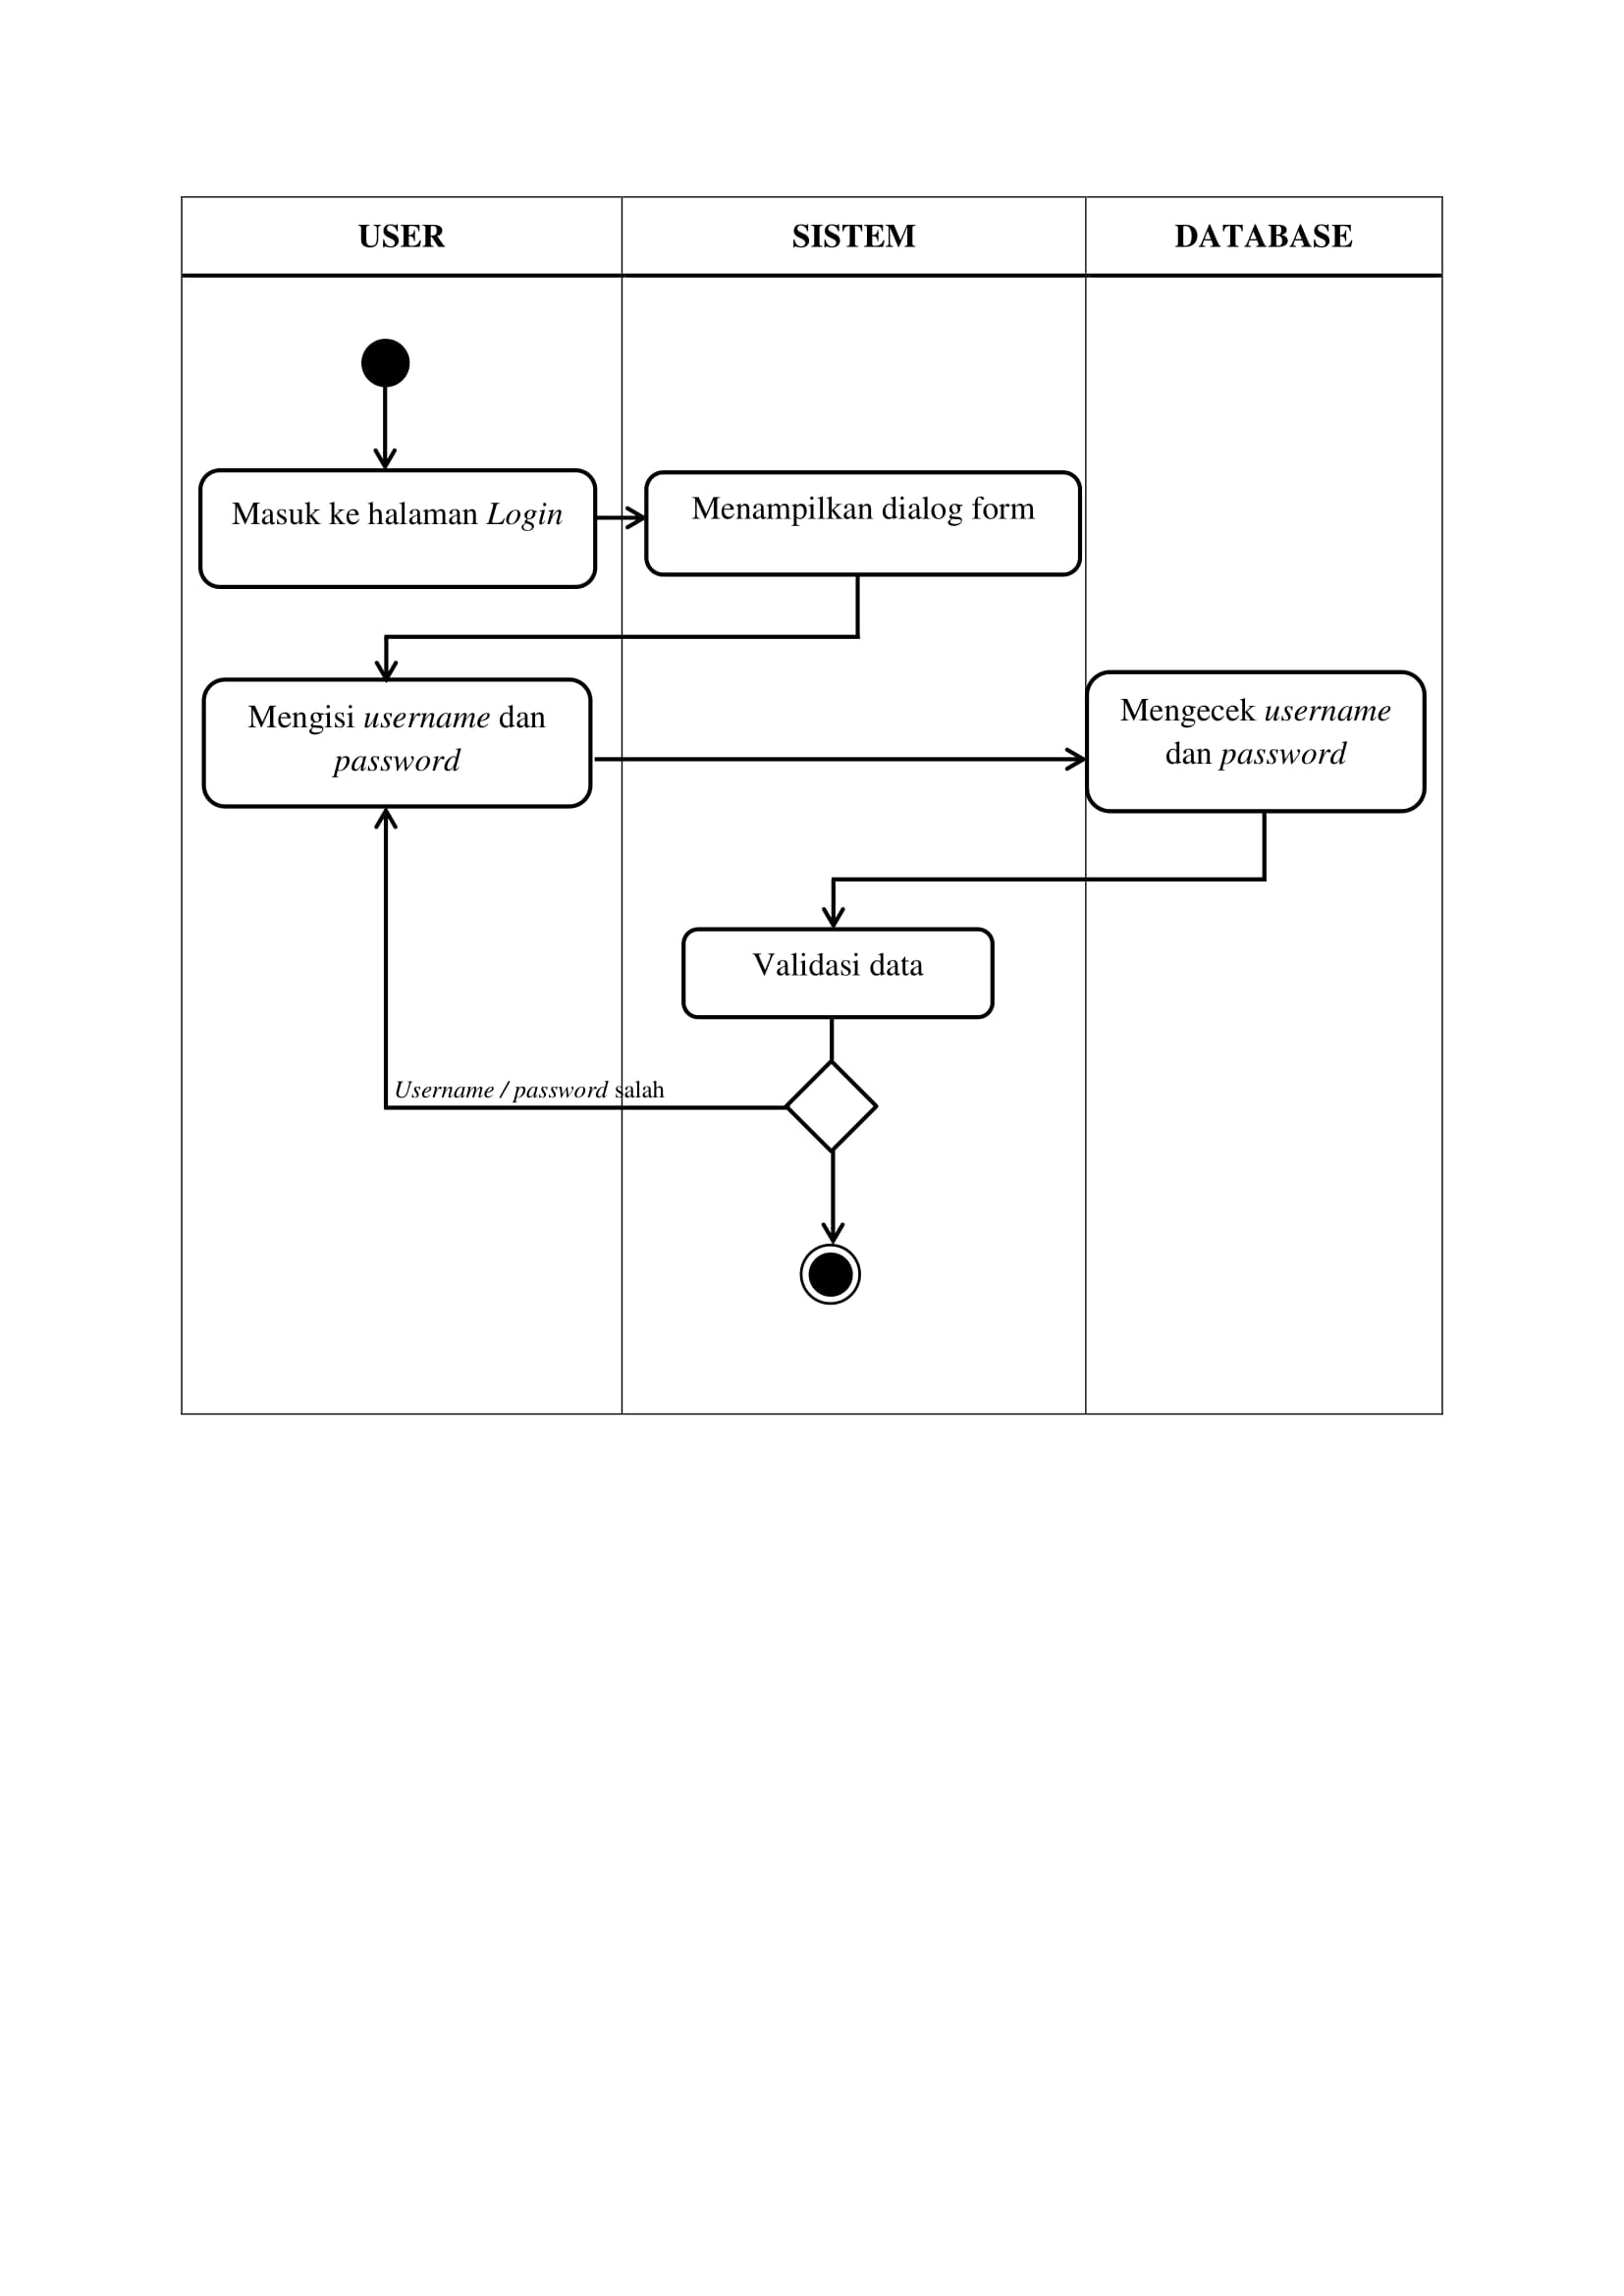 USER
SISTEM
DATABASE
Masuk ke halaman Login
Menampilkan dialog form
Mengisi username dan
password
Mengecek username
dan password
Validasi data
Username / password salah